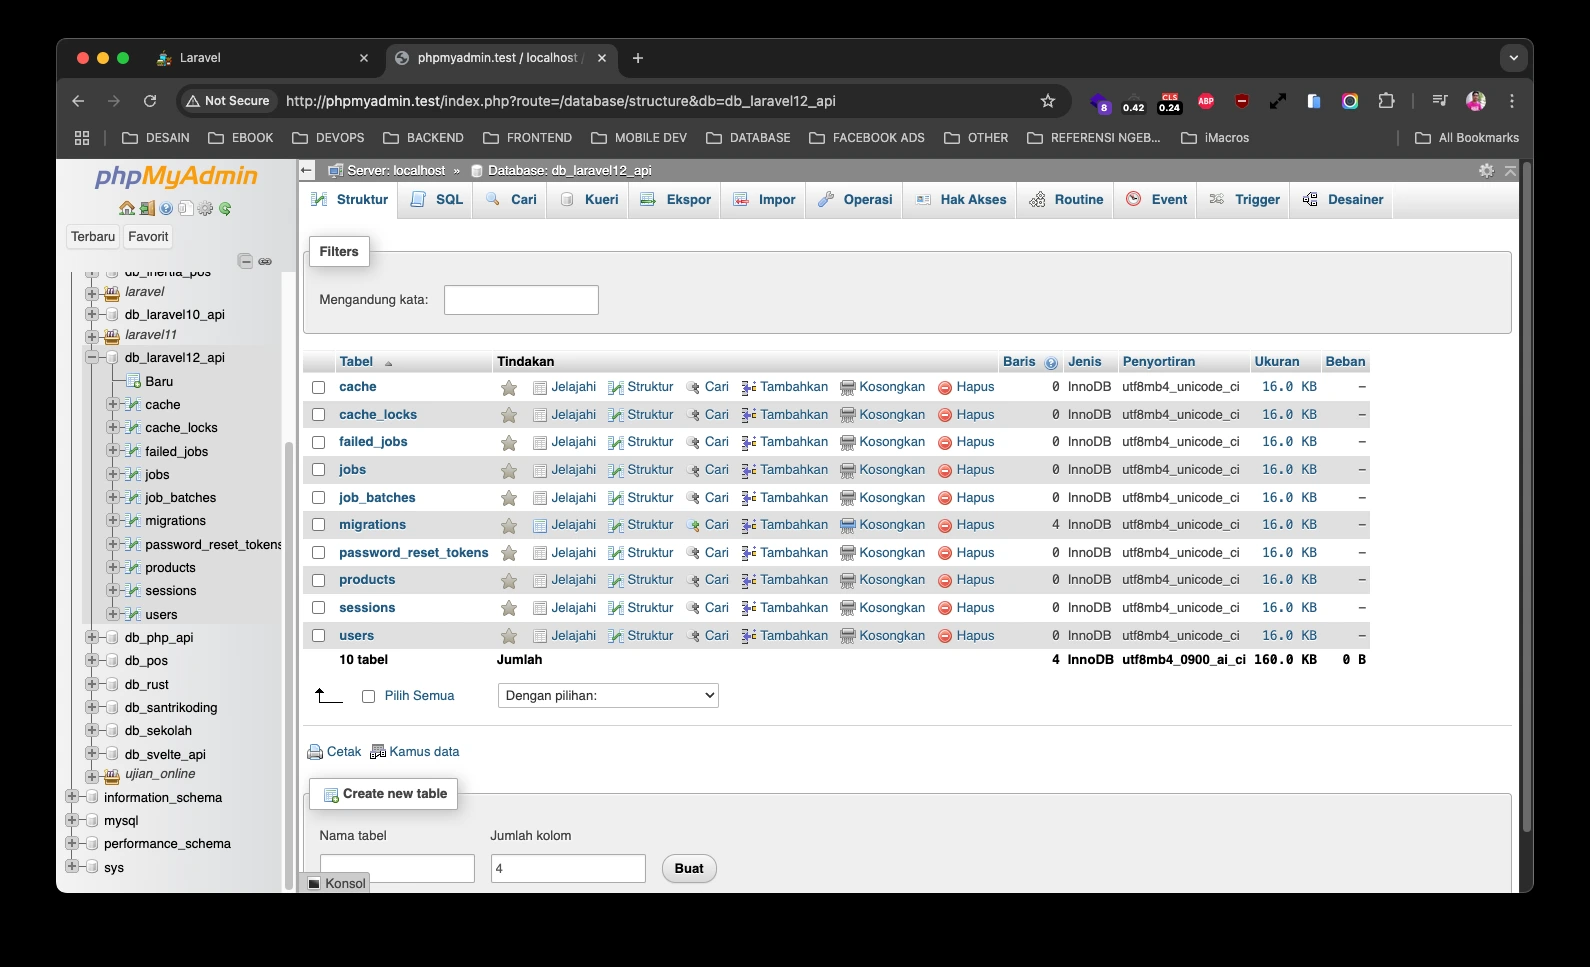 Laravel
phpmyadmin.test / localhost /
Not Secure http://phpmyadmin.test/index.php?route=/database/structure&db=db_laravel12_api
8 0.42 CLS 0.24 ABP
DESAIN EBOOK DEVOPS BACKEND FRONTEND MOBILE DEV DATABASE FACEBOOK ADS OTHER REFERENSI NGEB... iMacros All Bookmarks
phpMyAdmin
Terbaru Favorit
db_inertia_pos
laravel
db_laravel10_api
laravel11
db_laravel12_api
Baru
cache
cache_locks
failed_jobs
jobs
job_batches
migrations
password_reset_tokens
products
sessions
users
db_php_api
db_pos
db_rust
db_santrikoding
db_sekolah
db_svelte_api
ujian_online
information_schema
mysql
performance_schema
sys
Server: localhost » Database: db_laravel12_api
Struktur SQL Cari Kueri Ekspor Impor Operasi Hak Akses Routine Event Trigger Desainer
Filters
Mengandung kata:
Tabel Tindakan Baris Jenis Penyortiran Ukuran Beban
cache Jelajahi Struktur Cari Tambahkan Kosongkan Hapus 0 InnoDB utf8mb4_unicode_ci 16.0 KB –
cache_locks Jelajahi Struktur Cari Tambahkan Kosongkan Hapus 0 InnoDB utf8mb4_unicode_ci 16.0 KB –
failed_jobs Jelajahi Struktur Cari Tambahkan Kosongkan Hapus 0 InnoDB utf8mb4_unicode_ci 16.0 KB –
jobs Jelajahi Struktur Cari Tambahkan Kosongkan Hapus 0 InnoDB utf8mb4_unicode_ci 16.0 KB –
job_batches Jelajahi Struktur Cari Tambahkan Kosongkan Hapus 0 InnoDB utf8mb4_unicode_ci 16.0 KB –
migrations Jelajahi Struktur Cari Tambahkan Kosongkan Hapus 4 InnoDB utf8mb4_unicode_ci 16.0 KB –
password_reset_tokens Jelajahi Struktur Cari Tambahkan Kosongkan Hapus 0 InnoDB utf8mb4_unicode_ci 16.0 KB –
products Jelajahi Struktur Cari Tambahkan Kosongkan Hapus 0 InnoDB utf8mb4_unicode_ci 16.0 KB –
sessions Jelajahi Struktur Cari Tambahkan Kosongkan Hapus 0 InnoDB utf8mb4_unicode_ci 16.0 KB –
users Jelajahi Struktur Cari Tambahkan Kosongkan Hapus 0 InnoDB utf8mb4_unicode_ci 16.0 KB –
10 tabel Jumlah 4 InnoDB utf8mb4_0900_ai_ci 160.0 KB 0 B
Pilih Semua Dengan pilihan:
Cetak Kamus data
Create new table
Nama tabel Jumlah kolom
4 Buat
Konsol